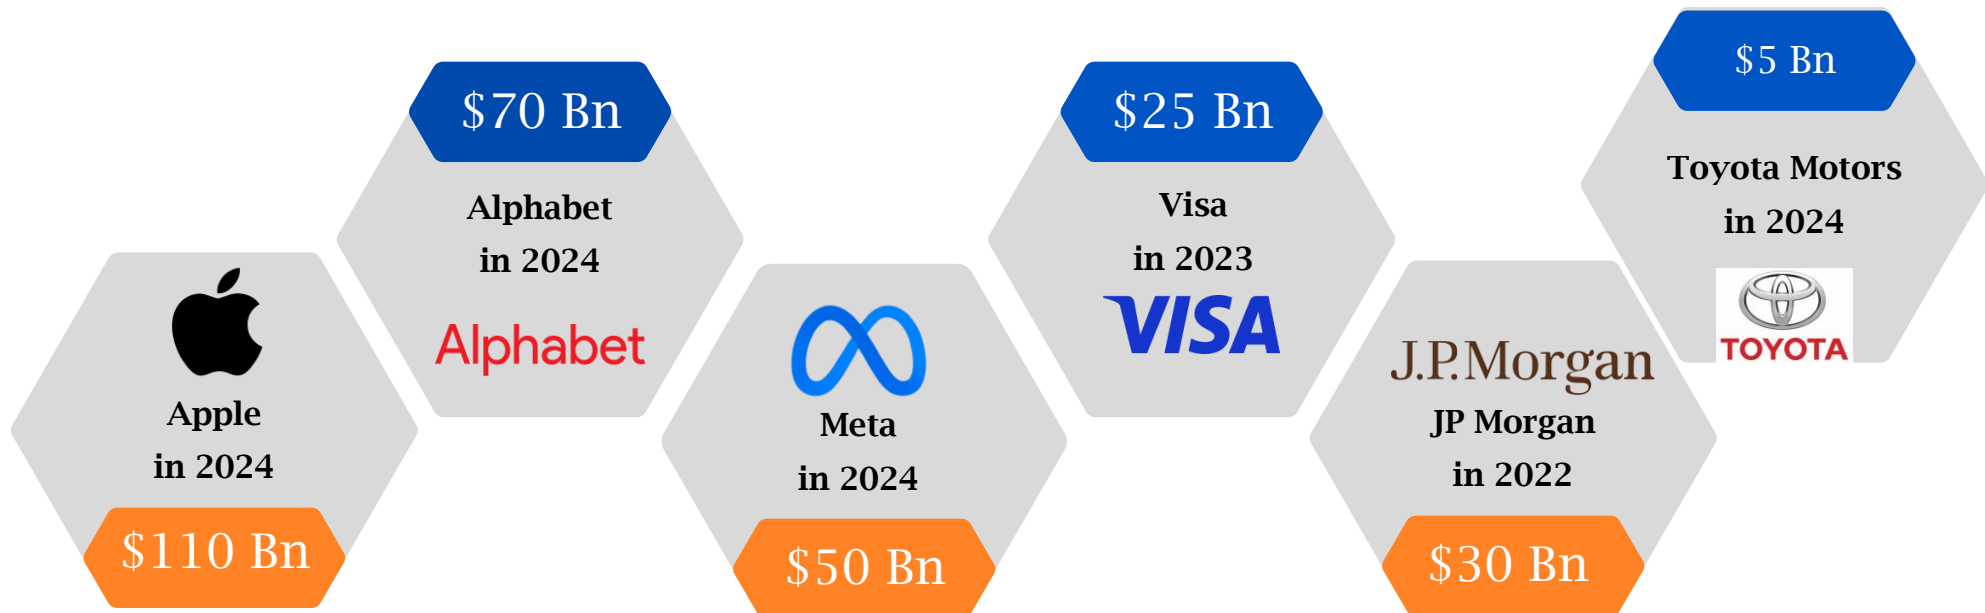 Apple
in 2024
$110 Bn
$70 Bn
Alphabet
in 2024
Alphabet
Meta
in 2024
$50 Bn
$25 Bn
Visa
in 2023
VISA
J.P.Morgan
JP Morgan
in 2022
$30 Bn
$5 Bn
Toyota Motors
in 2024
TOYOTA